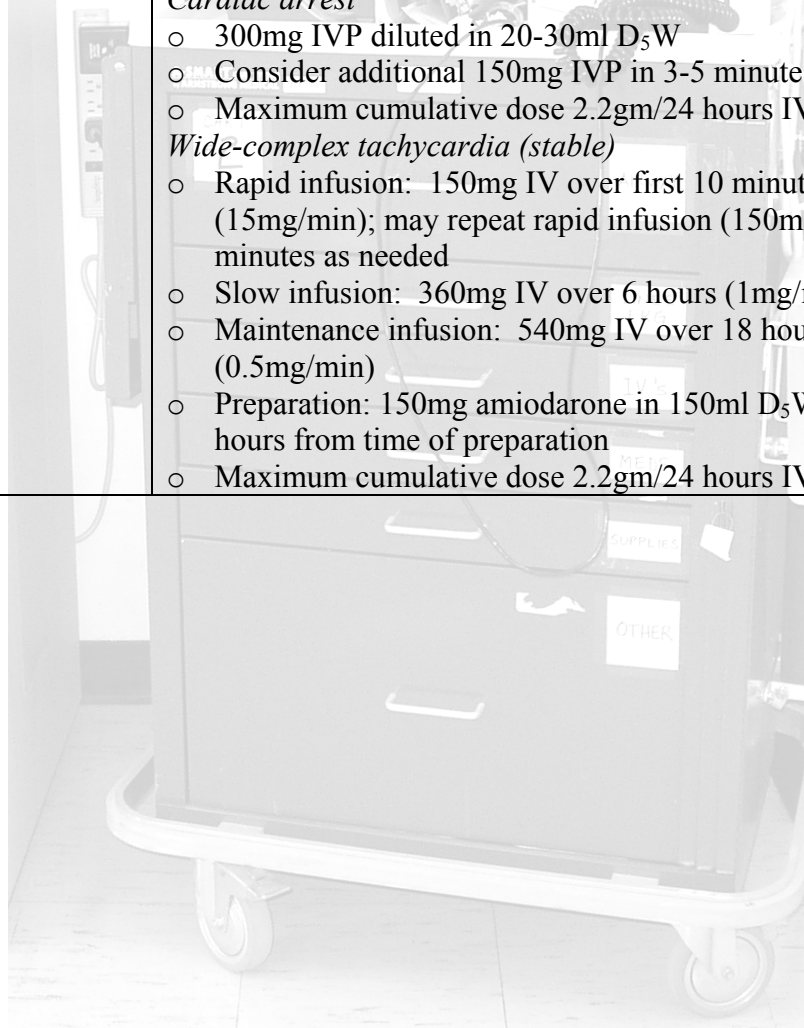 Cardiac arrest
o 300mg IVP diluted in 20-30ml D₅W
o Consider additional 150mg IVP in 3-5 minute
o Maximum cumulative dose 2.2gm/24 hours IV
Wide-complex tachycardia (stable)
o Rapid infusion: 150mg IV over first 10 minut
(15mg/min); may repeat rapid infusion (150m
minutes as needed
o Slow infusion: 360mg IV over 6 hours (1mg/
o Maintenance infusion: 540mg IV over 18 hou
(0.5mg/min)
IV's
o Preparation: 150mg amiodarone in 150ml D₅W
hours from time of preparation
MEDS
o Maximum cumulative dose 2.2gm/24 hours IV
SUPPLIES
OTHER